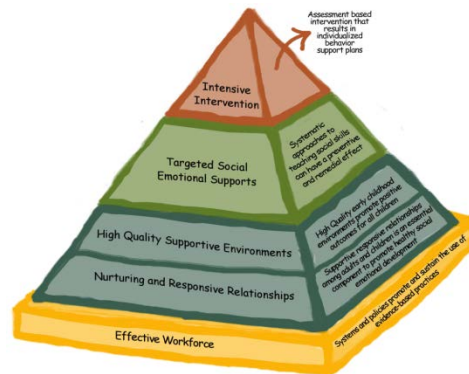 Assessment based
intervention that
results in
individualized
behavior
support plans
Intensive
Intervention
Systematic
approaches to
teaching social skills
can have a preventive
and remedial effect
Targeted Social
Emotional Supports
High Quality early childhood
environments promote positive
outcomes for all children
High Quality Supportive Environments
Supportive responsive relationships
among adults and children is an essential
component to promote healthy social
emotional development
Nurturing and Responsive Relationships
Systems and policies promote and sustain the use of
evidence-based practices
Effective Workforce